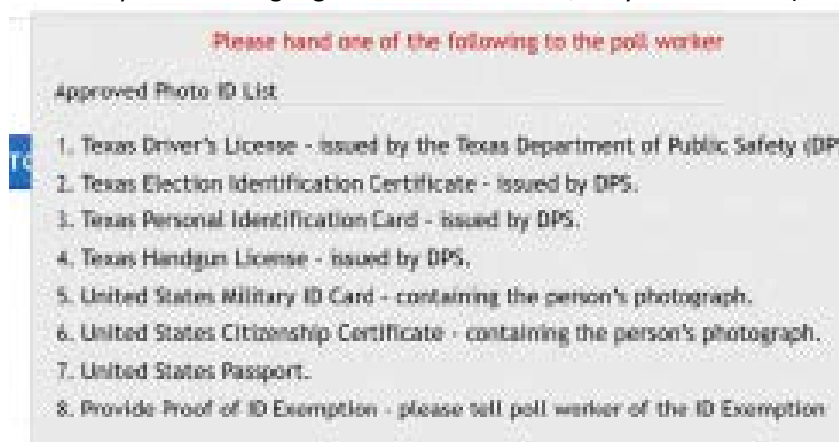 Please hand one of the following to the poll worker
Approved Photo ID List
1. Texas Driver's License - issued by the Texas Department of Public Safety (DP
2. Texas Election Identification Certificate - issued by DPS.
3. Texas Personal Identification Card - issued by DPS.
4. Texas Handgun License - issued by DPS.
5. United States Military ID Card - containing the person's photograph.
6. United States Citizenship Certificate - containing the person's photograph.
7. United States Passport.
8. Provide Proof of ID Exemption - please tell poll worker of the ID Exemption